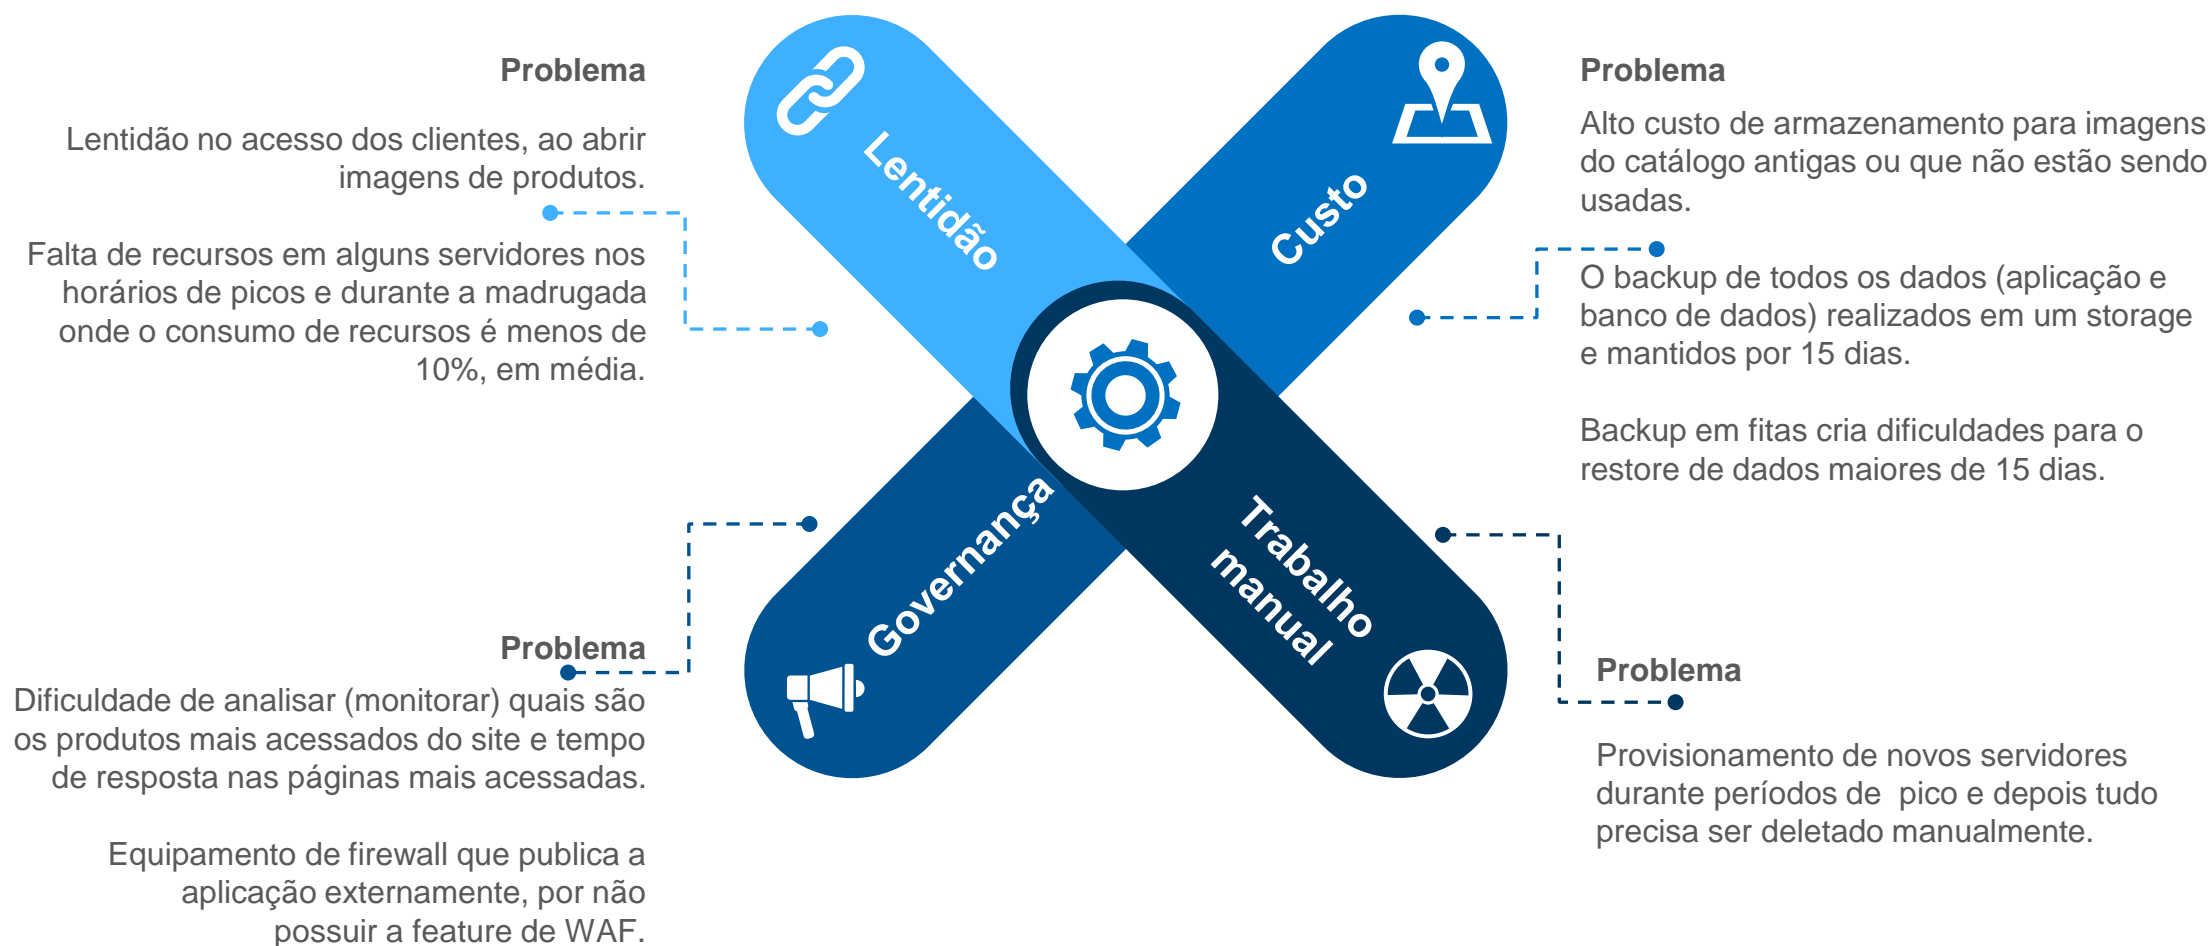 Problema
Lentidão no acesso dos clientes, ao abrir
imagens de produtos.
Falta de recursos em alguns servidores nos
horários de picos e durante a madrugada
onde o consumo de recursos é menos de
10%, em média.
Lentidão
Custo
Problema
Alto custo de armazenamento para imagens
do catálogo antigas ou que não estão sendo
usadas.
O backup de todos os dados (aplicação e
banco de dados) realizados em um storage
e mantidos por 15 dias.
Backup em fitas cria dificuldades para o
restore de dados maiores de 15 dias.
Problema
Dificuldade de analisar (monitorar) quais são
os produtos mais acessados do site e tempo
de resposta nas páginas mais acessadas.
Equipamento de firewall que publica a
aplicação externamente, por não
possuir a feature de WAF.
Governança
Trabalho
manual
Problema
Provisionamento de novos servidores
durante períodos de  pico e depois tudo
precisa ser deletado manualmente.